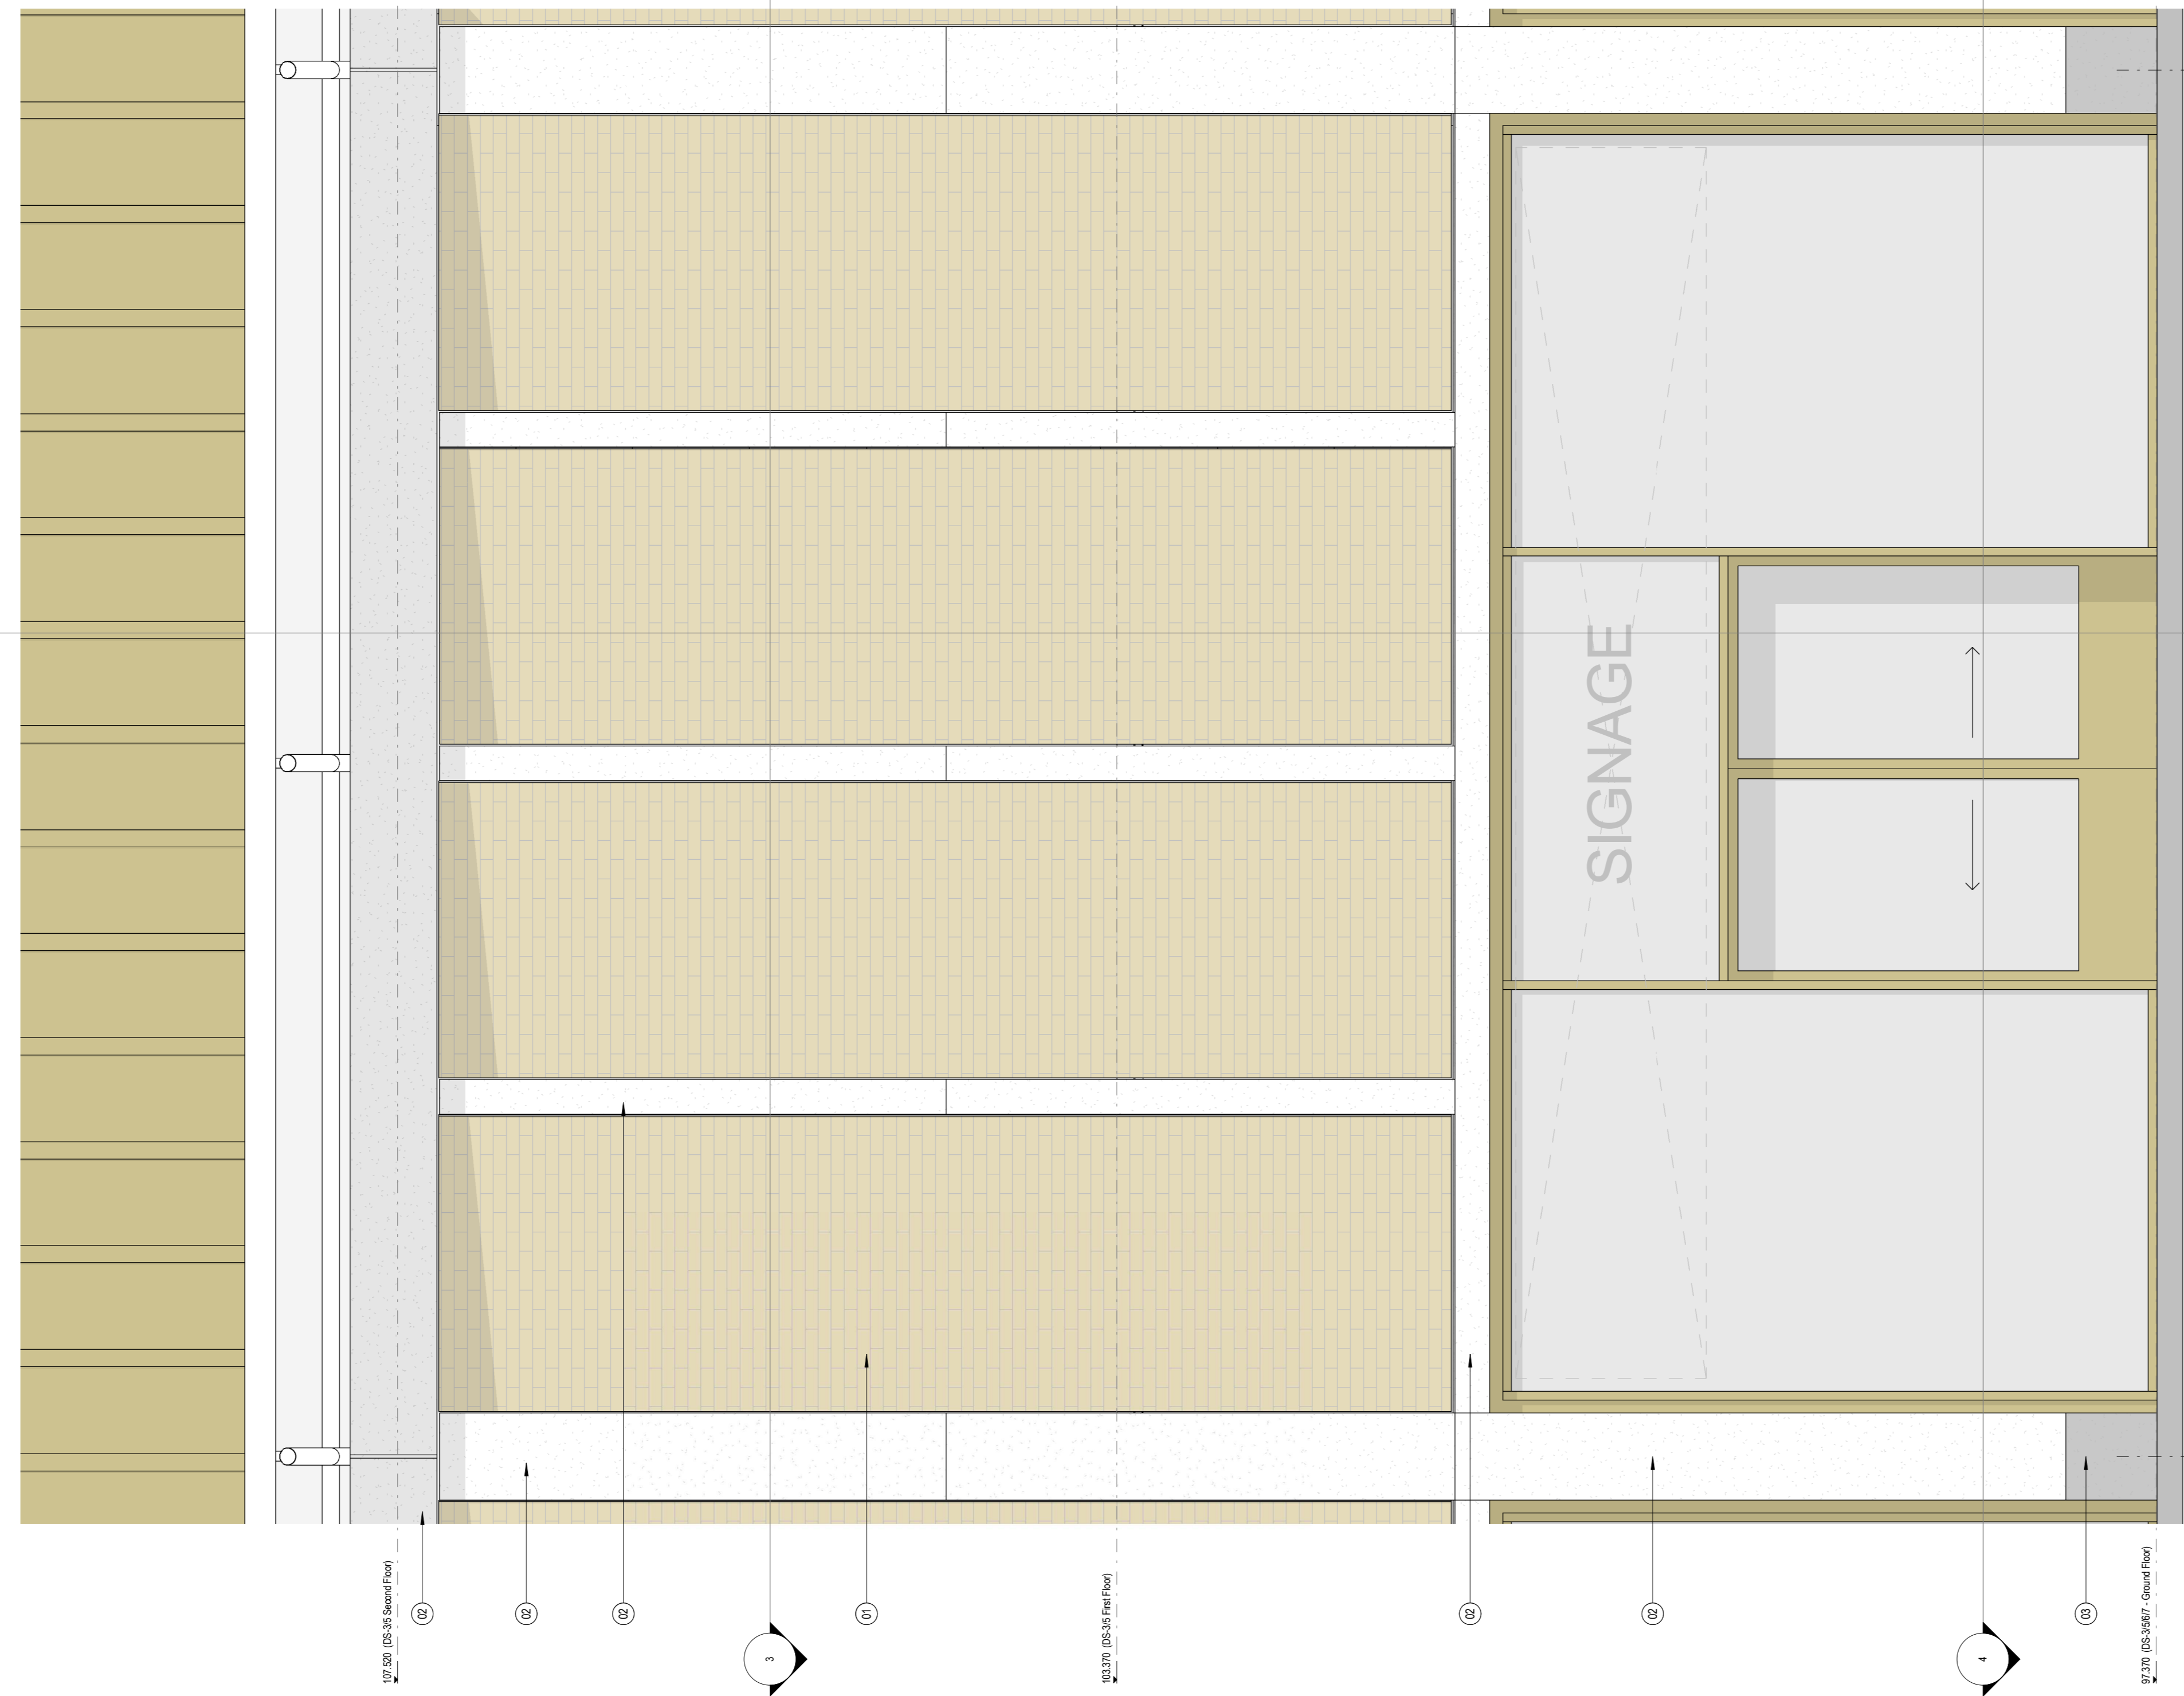 107.520 (DS-3/5 Second Floor)
02
02
02
3
01
103.370 (DS-3/5 First Floor)
02
SIGNAGE
02
4
03
97.370 (DS-3/5/6/7 - Ground Floor)